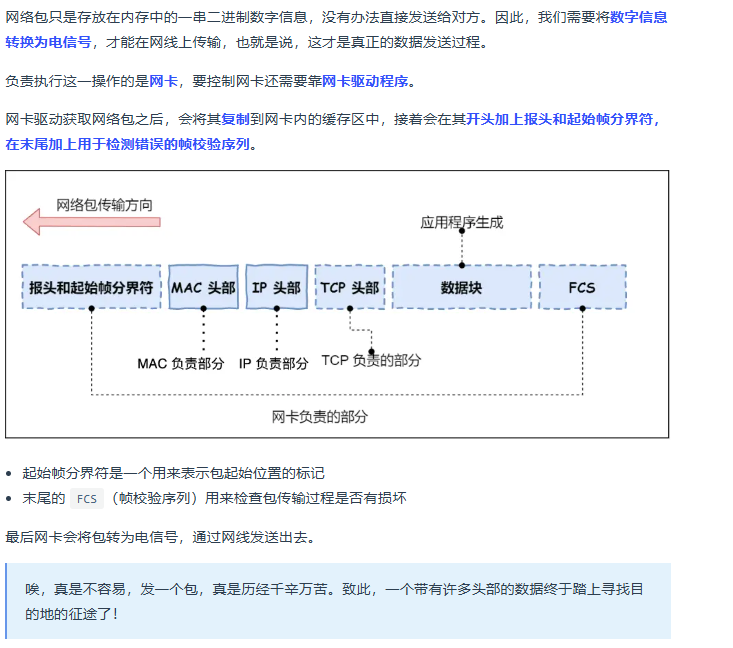 网络包只是存放在内存中的一串二进制数字信息，没有办法直接发送给对方。因此，我们需要将数字信息
转换为电信号，才能在网线上传输，也就是说，这才是真正的数据发送过程。
负责执行这一操作的是网卡，要控制网卡还需要靠网卡驱动程序。
网卡驱动获取网络包之后，会将其复制到网卡内的缓存区中，接着会在其开头加上报头和起始帧分界符，
在末尾加上用于检测错误的帧校验序列。
网络包传输方向
应用程序生成
报头和起始帧分界符
MAC 头部
IP 头部
TCP 头部
数据块
FCS
MAC 负责部分
IP 负责部分
TCP 负责的部分
网卡负责的部分
• 起始帧分界符是一个用来表示包起始位置的标记
• 末尾的 FCS （帧校验序列）用来检查包传输过程是否有损坏
最后网卡会将包转为电信号，通过网线发送出去。
唉，真是不容易，发一个包，真是历经千辛万苦。致此，一个带有许多头部的数据终于踏上寻找目
的地的征途了！